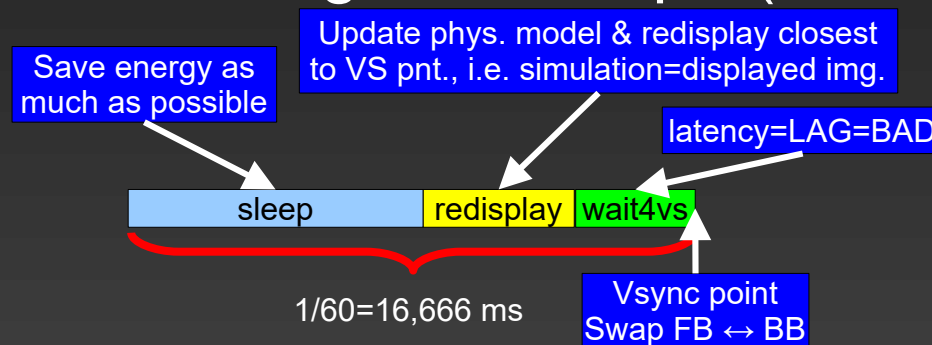 Update phys. model & redisplay closest
to VS pnt., i.e. simulation=displayed img.
Save energy as
much as possible
latency=LAG=BAD
sleep
redisplay
wait4vs
1/60=16,666 ms
Vsync point
Swap FB ↔ BB